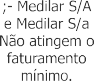 ;- Medilar S/A
e Medilar S/A
Não atingem o
faturamento
mínimo.